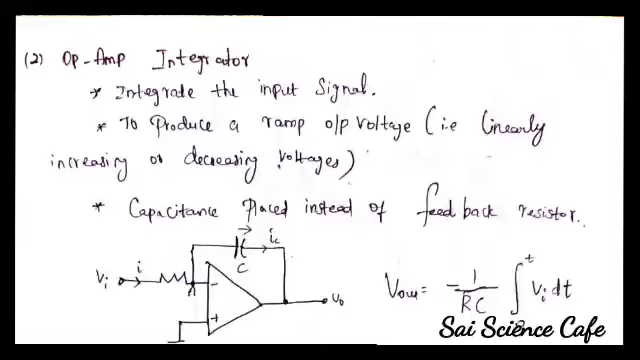 (2) Op-Amp Integrator
* Integrate the input Signal.
* To Produce a ramp o/p voltage (i.e linearly
increasing or decreasing voltages)
* Capacitance Placed instead of feed back resistor.
Vi i C ic - + V0
Vout = -1/RC ∫ t Vi dt
Sai Science Cafe